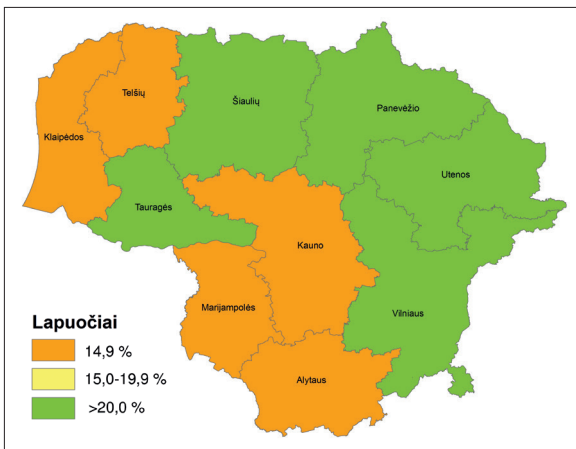 Telšių
Šiaulių
Panevėžio
Klaipėdos
Utenos
Tauragės
Kauno
Marijampolės
Vilniaus
Alytaus
Lapuočiai
14,9 %
15,0-19,9 %
>20,0 %